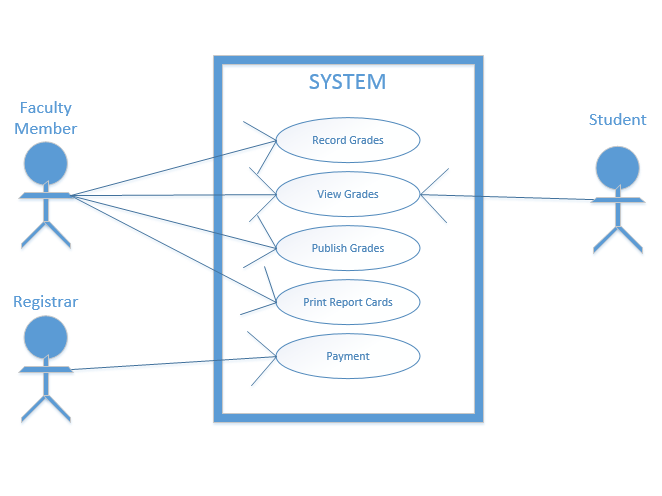 SYSTEM
Faculty
Member
Student
Record Grades
View Grades
Publish Grades
Registrar
Print Report Cards
Payment